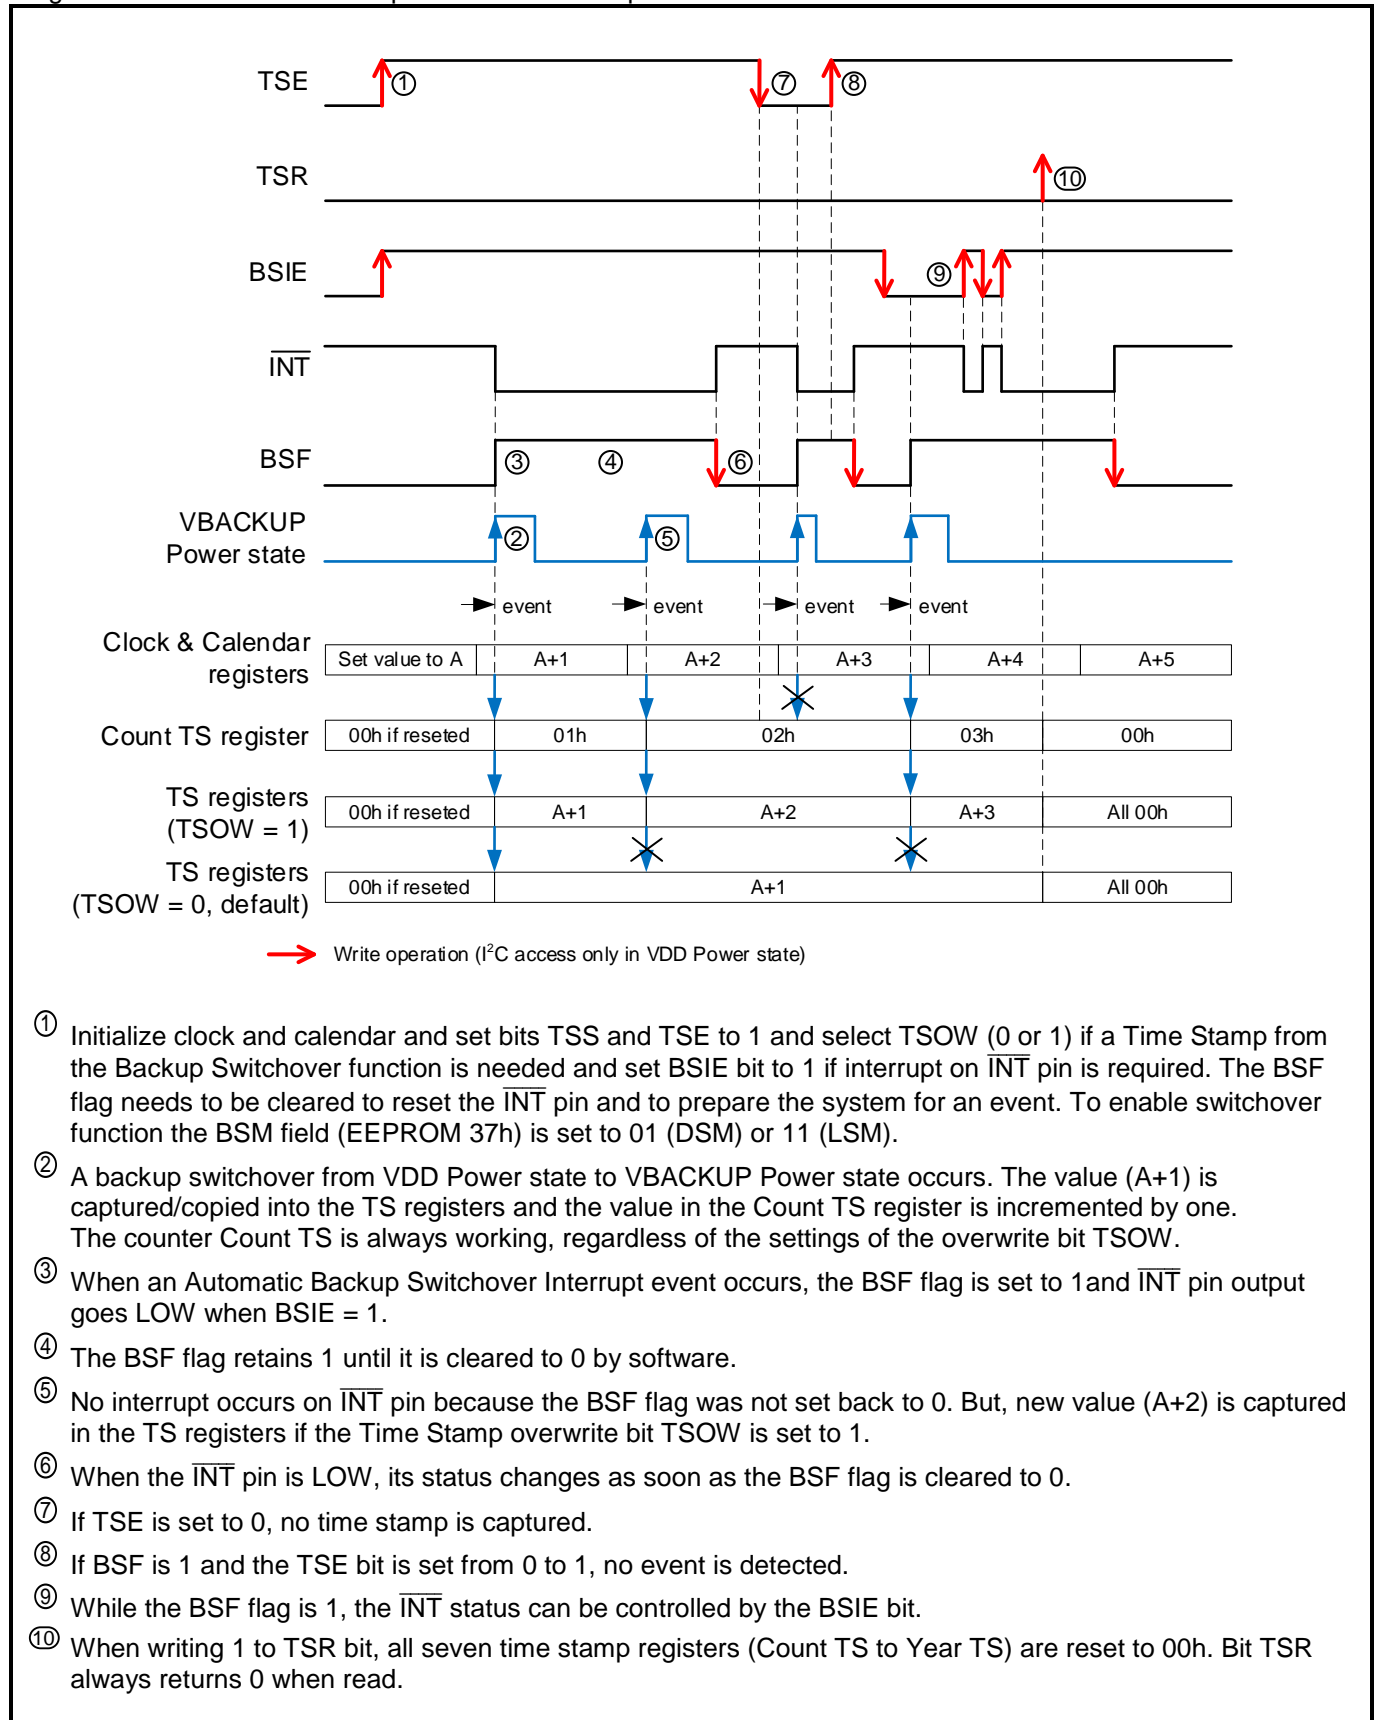 TSE
① ⑦ ⑧
TSR
⑩
BSIE
⑨
INT
BSF
③ ④ ⑥
VBACKUP
Power state
② ⑤
event event event event
Clock & Calendar
registers
Set value to A A+1 A+2 A+3 A+4 A+5
Count TS register
00h if reseted 01h 02h 03h 00h
TS registers
(TSOW = 1)
00h if reseted A+1 A+2 A+3 All 00h
TS registers
(TSOW = 0, default)
00h if reseted A+1 All 00h
Write operation (I²C access only in VDD Power state)
① Initialize clock and calendar and set bits TSS and TSE to 1 and select TSOW (0 or 1) if a Time Stamp from
the Backup Switchover function is needed and set BSIE bit to 1 if interrupt on INT pin is required. The BSF
flag needs to be cleared to reset the INT pin and to prepare the system for an event. To enable switchover
function the BSM field (EEPROM 37h) is set to 01 (DSM) or 11 (LSM).
② A backup switchover from VDD Power state to VBACKUP Power state occurs. The value (A+1) is
captured/copied into the TS registers and the value in the Count TS register is incremented by one.
The counter Count TS is always working, regardless of the settings of the overwrite bit TSOW.
③ When an Automatic Backup Switchover Interrupt event occurs, the BSF flag is set to 1and INT pin output
goes LOW when BSIE = 1.
④ The BSF flag retains 1 until it is cleared to 0 by software.
⑤ No interrupt occurs on INT pin because the BSF flag was not set back to 0. But, new value (A+2) is captured
in the TS registers if the Time Stamp overwrite bit TSOW is set to 1.
⑥ When the INT pin is LOW, its status changes as soon as the BSF flag is cleared to 0.
⑦ If TSE is set to 0, no time stamp is captured.
⑧ If BSF is 1 and the TSE bit is set from 0 to 1, no event is detected.
⑨ While the BSF flag is 1, the INT status can be controlled by the BSIE bit.
⑩ When writing 1 to TSR bit, all seven time stamp registers (Count TS to Year TS) are reset to 00h. Bit TSR
always returns 0 when read.